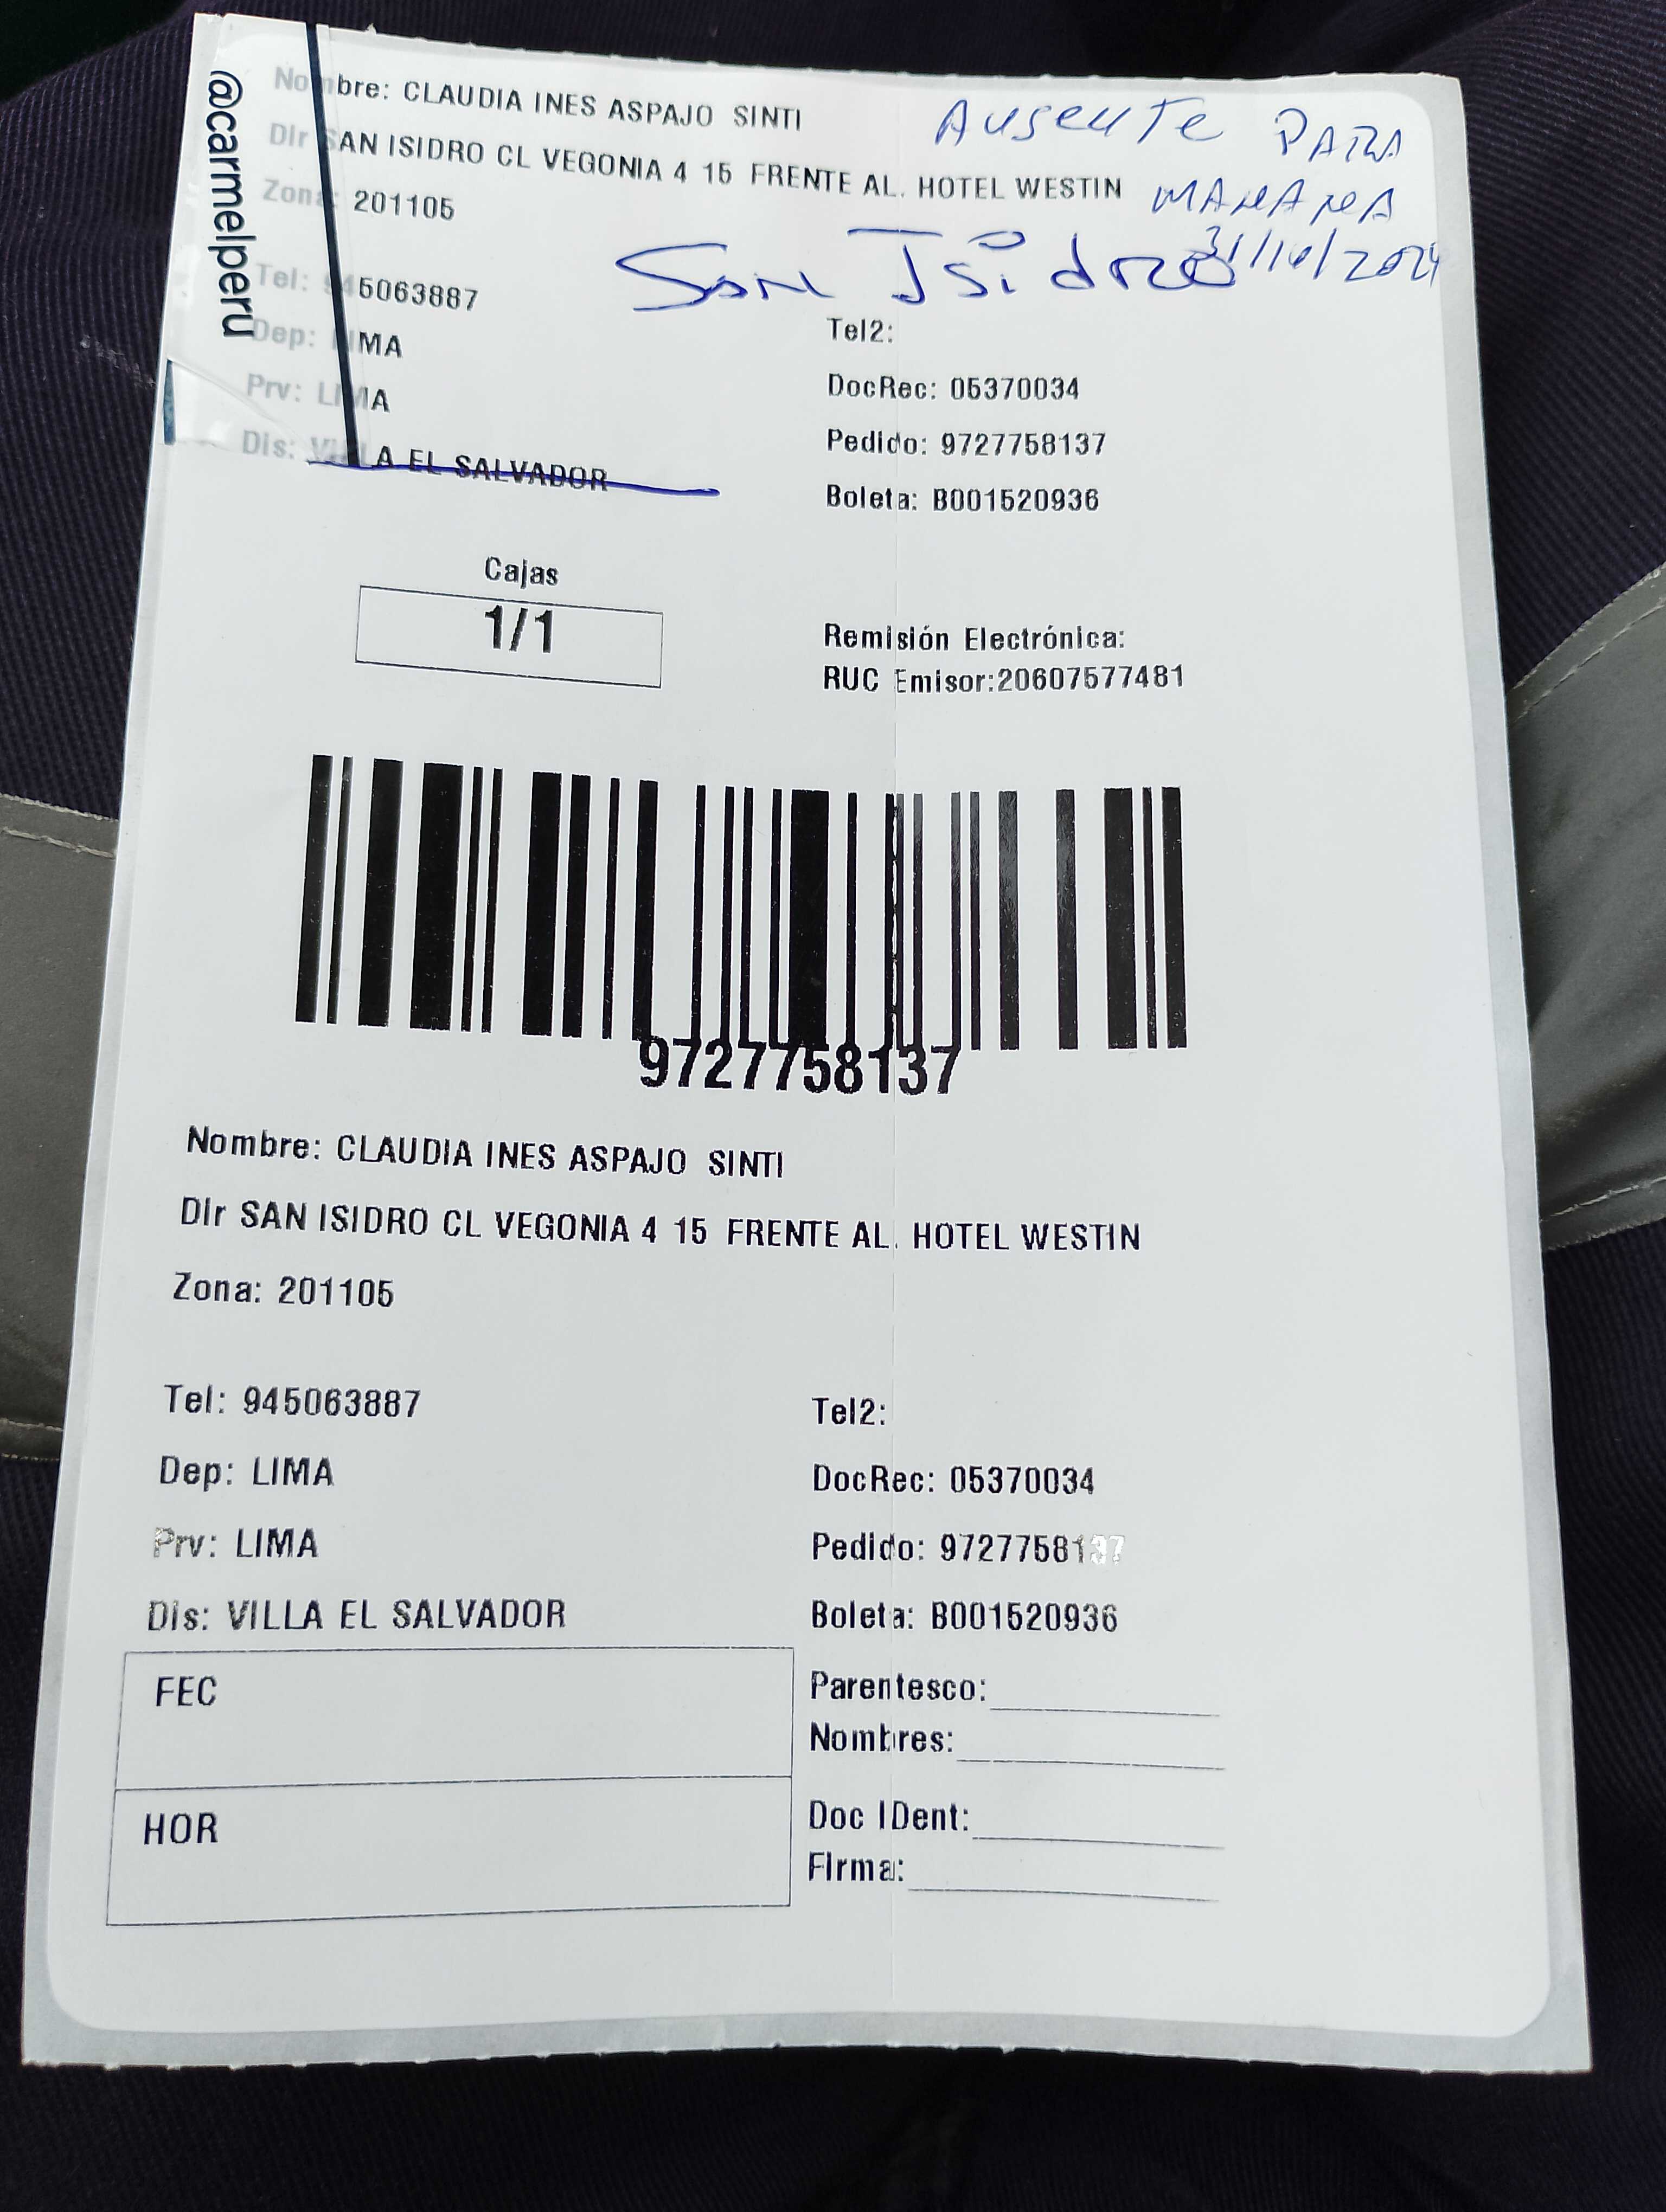 @carmelperu
Nombre: CLAUDIA INES ASPAJO SINTI
AUSENTE PARA
Dir SAN ISIDRO CL VEGONIA 4 15 FRENTE AL. HOTEL WESTIN
MAÑANA
Zona: 201105
31/10/2024
San Isidro
Tel: 945063887
Tel2:
Dep: LIMA
DocRec: 05370034
Prv: LIMA
Pedido: 9727758137
Dis: VILLA EL SALVADOR
Boleta: B001520936
Cajas
1/1
Remisión Electrónica:
RUC Emisor:20607577481
9727758137
Nombre: CLAUDIA INES ASPAJO SINTI
Dir SAN ISIDRO CL VEGONIA 4 15 FRENTE AL. HOTEL WESTIN
Zona: 201105
Tel: 945063887
Tel2:
Dep: LIMA
DocRec: 05370034
Prv: LIMA
Pedido: 9727758137
Dis: VILLA EL SALVADOR
Boleta: B001520936
FEC
Parentesco:
Nombres:
HOR
Doc IDent:
Firma: